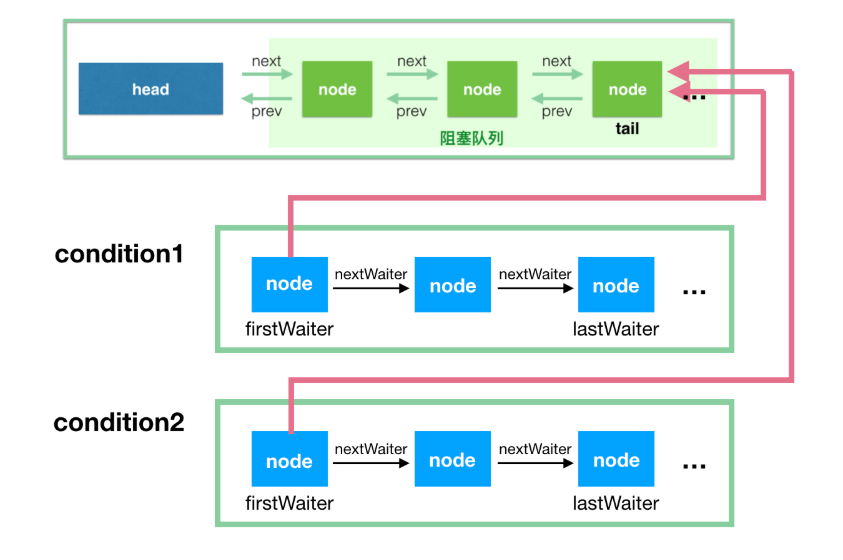 next next next
head node node node ...
prev prev prev
阻塞队列 tail
condition1
node nextWaiter node nextWaiter node ...
firstWaiter lastWaiter
condition2
node nextWaiter node nextWaiter node ...
firstWaiter lastWaiter